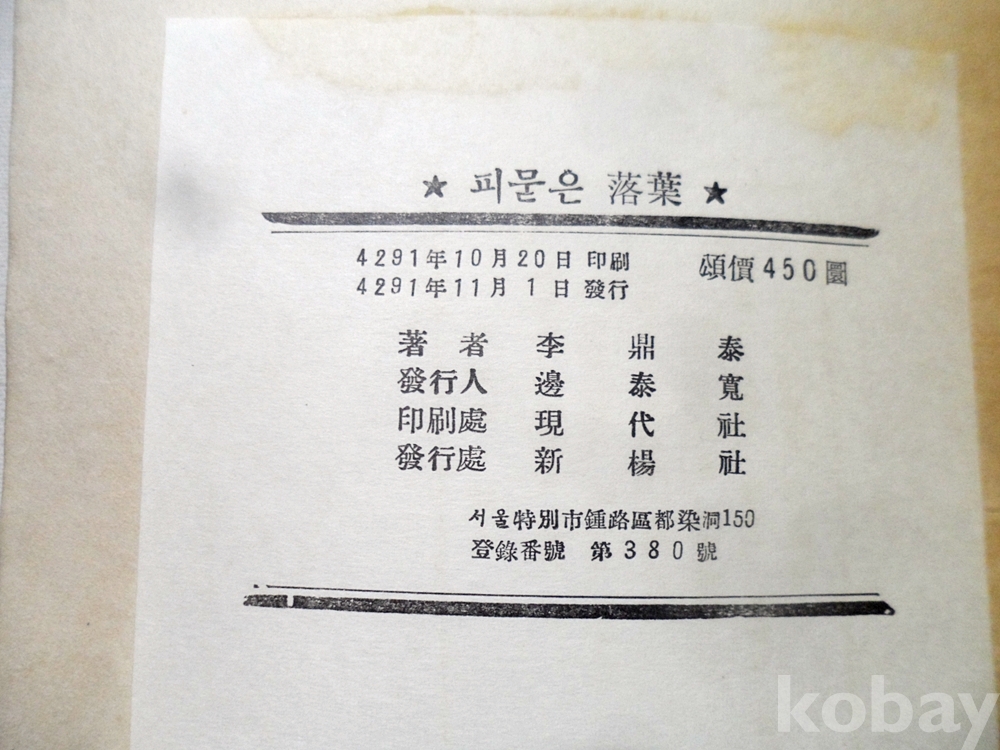 ★ 피묻은 落葉 ★
4291年10月20日 印刷
4291年11月1日 發行
頒價450圜
著者 李鼎泰
發行人 邊泰寬
印刷處 現代社
發行處 新楊社
서울特別市鍾路區都染洞150
登錄番號 第380號
kobay